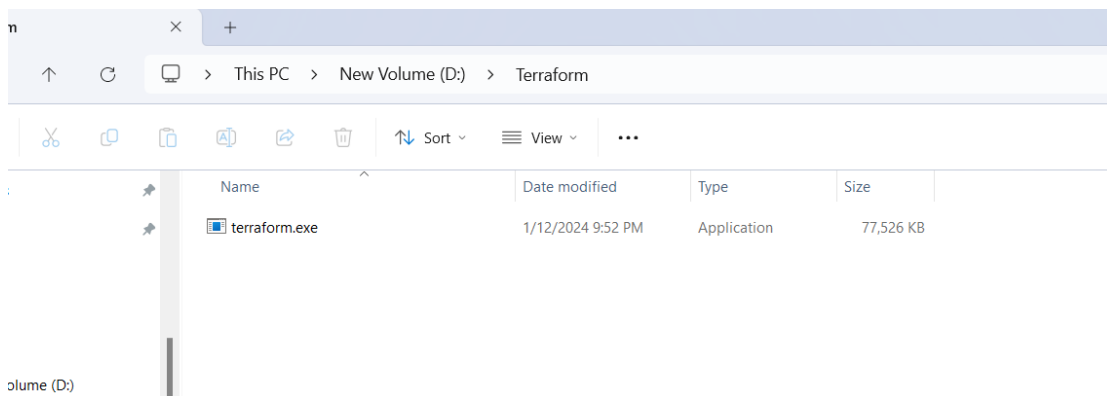 m
This PC > New Volume (D:) > Terraform
Sort
View
Name Date modified Type Size
terraform.exe 1/12/2024 9:52 PM Application 77,526 KB
olume (D:)